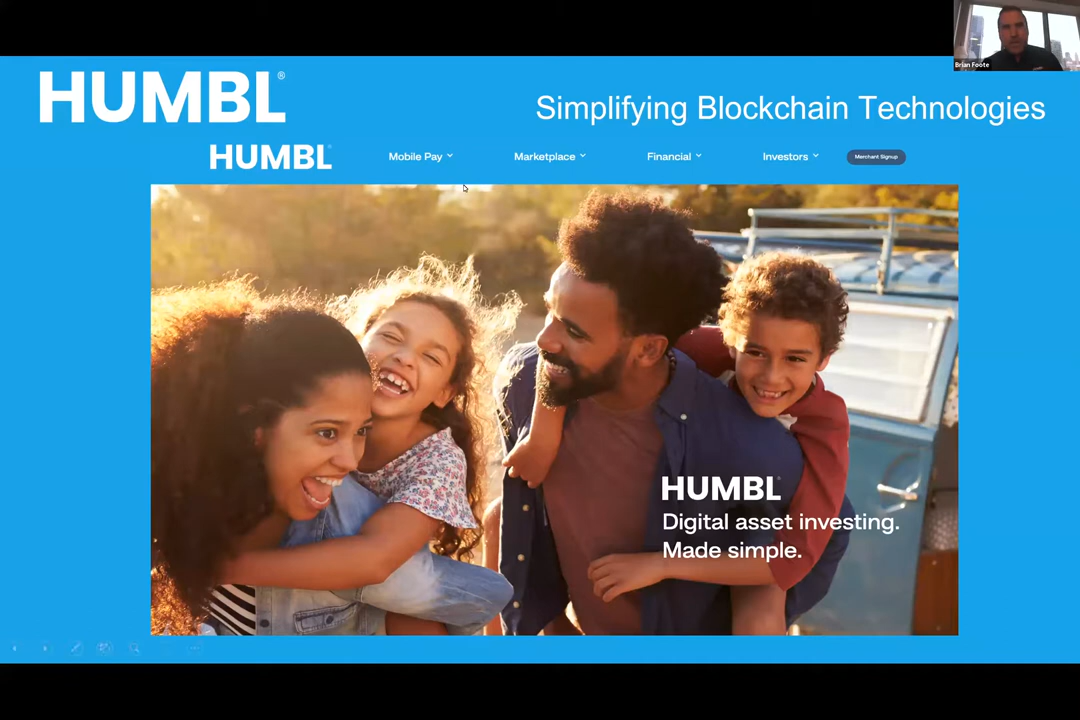 Brian Foote
HUMBL®
Simplifying Blockchain Technologies
HUMBL
Mobile Pay
Marketplace
Financial
Investors
Merchant Signup
HUMBL
Digital asset investing.
Made simple.